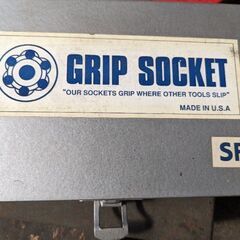 GRIP SOCKET
"OUR SOCKETS GRIP WHERE OTHER TOOLS SLIP"
MADE IN U.S.A